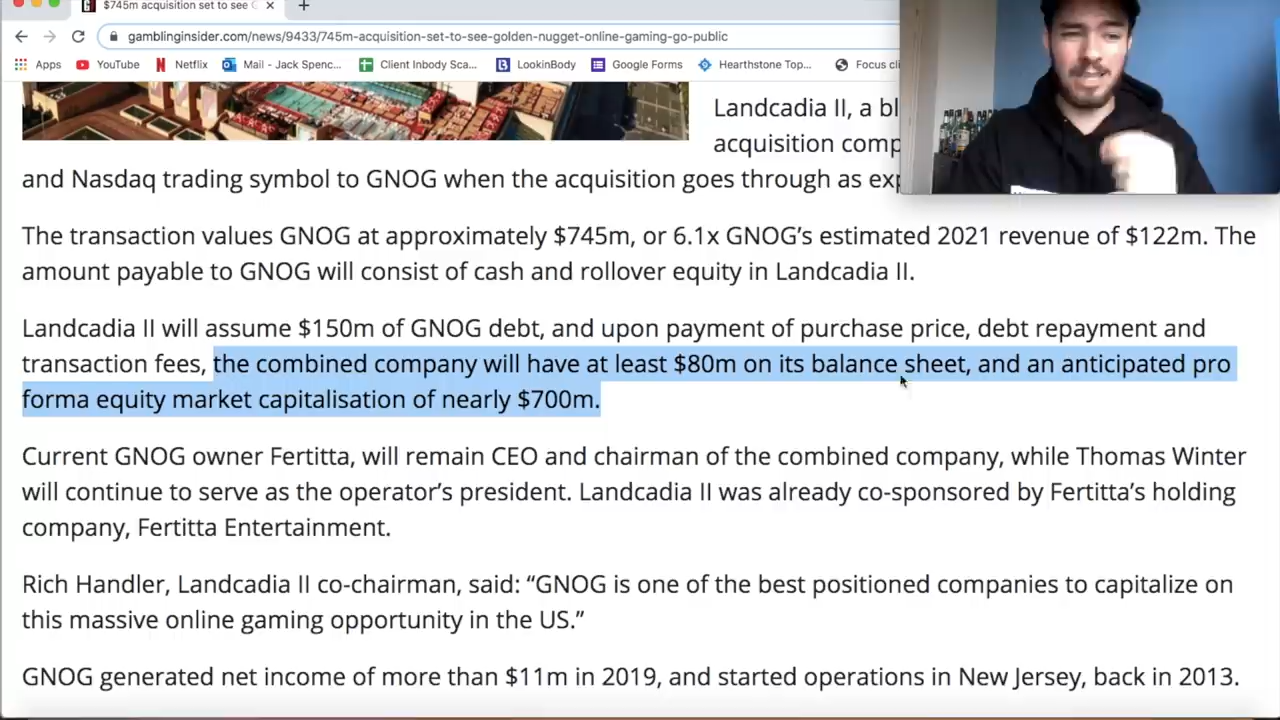 $745m acquisition set to see G
gamblinginsider.com/news/9433/745m-acquisition-set-to-see-golden-nugget-online-gaming-go-public
Apps YouTube Netflix Mail - Jack Spenc... Client Inbody Sca... LookinBody Google Forms Hearthstone Top... Focus cli
Landcadia II, a bl
acquisition comp
and Nasdaq trading symbol to GNOG when the acquisition goes through as exp
The transaction values GNOG at approximately $745m, or 6.1x GNOG’s estimated 2021 revenue of $122m. The
amount payable to GNOG will consist of cash and rollover equity in Landcadia II.
Landcadia II will assume $150m of GNOG debt, and upon payment of purchase price, debt repayment and
transaction fees, the combined company will have at least $80m on its balance sheet, and an anticipated pro
forma equity market capitalisation of nearly $700m.
Current GNOG owner Fertitta, will remain CEO and chairman of the combined company, while Thomas Winter
will continue to serve as the operator’s president. Landcadia II was already co-sponsored by Fertitta’s holding
company, Fertitta Entertainment.
Rich Handler, Landcadia II co-chairman, said: “GNOG is one of the best positioned companies to capitalize on
this massive online gaming opportunity in the US.”
GNOG generated net income of more than $11m in 2019, and started operations in New Jersey, back in 2013.